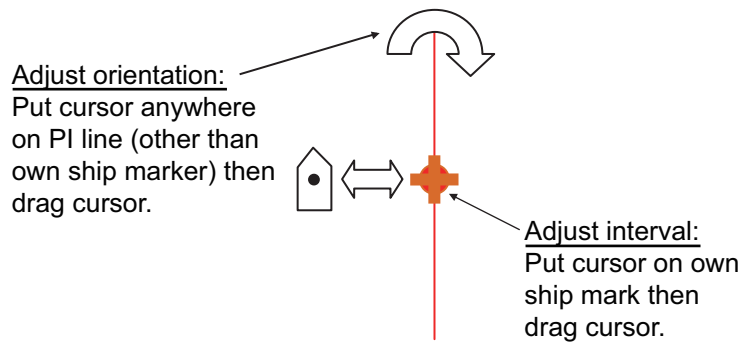 Adjust orientation:
Put cursor anywhere
on PI line (other than
own ship marker) then
drag cursor.
Adjust interval:
Put cursor on own
ship mark then
drag cursor.